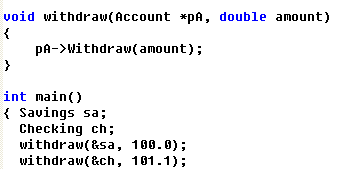 void withdraw(Account *pA, double amount)
{
    pA->Withdraw(amount);
}

int main()
{ Savings sa;
  Checking ch;
  withdraw(&sa, 100.0);
  withdraw(&ch, 101.1);